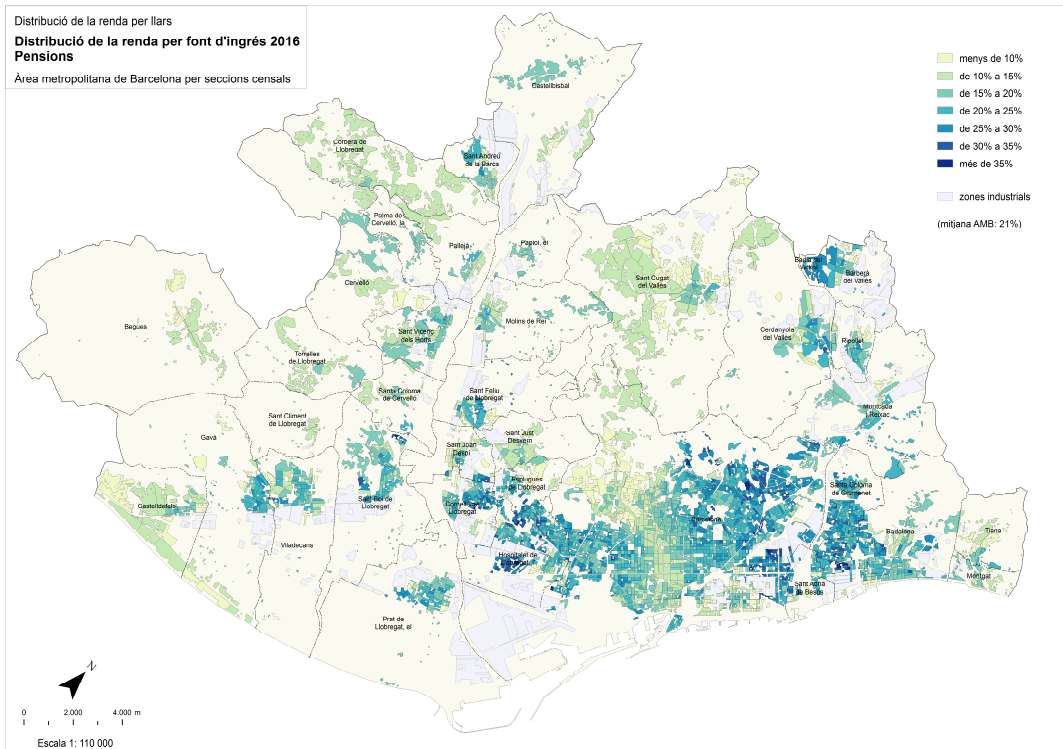 Distribució de la renda per llars
Distribució de la renda per font d'ingrés 2016
Pensions
Àrea metropolitana de Barcelona per seccions censals
menys de 10%
de 10% a 15%
de 15% a 20%
de 20% a 25%
de 25% a 30%
de 30% a 35%
més de 35%
zones industrials
(mitjana AMB: 21%)
Castellbisbal
Corbera de
Llobregat
Sant Andreu
de la Barca
Palma de
Cervelló, la
Pallejà
Papiol, el
Sant Cugat
del Vallès
Badia del
Vallès
Barberà
del Vallès
Cervelló
Begues
Torrelles
de Llobregat
Sant Vicenç
dels Horts
Molins de Rei
Cerdanyola
del Vallès
Ripollet
Santa Coloma
de Cervelló
Sant Feliu
de Llobregat
Montcada
i Reixac
Sant Climent
de Llobregat
Gavà
Sant Joan
Despí
Sant Just
Desvern
Esplugues
de Llobregat
Santa Coloma
de Gramenet
Castelldefels
Sant Boi de
Llobregat
Cornellà de
Llobregat
Barcelona
Badalona
Tiana
Viladecans
Hospitalet de
Llobregat, l'
Sant Adrià
de Besòs
Montgat
Prat de
Llobregat, el
N
0 2.000 4.000 m
Escala 1: 110 000